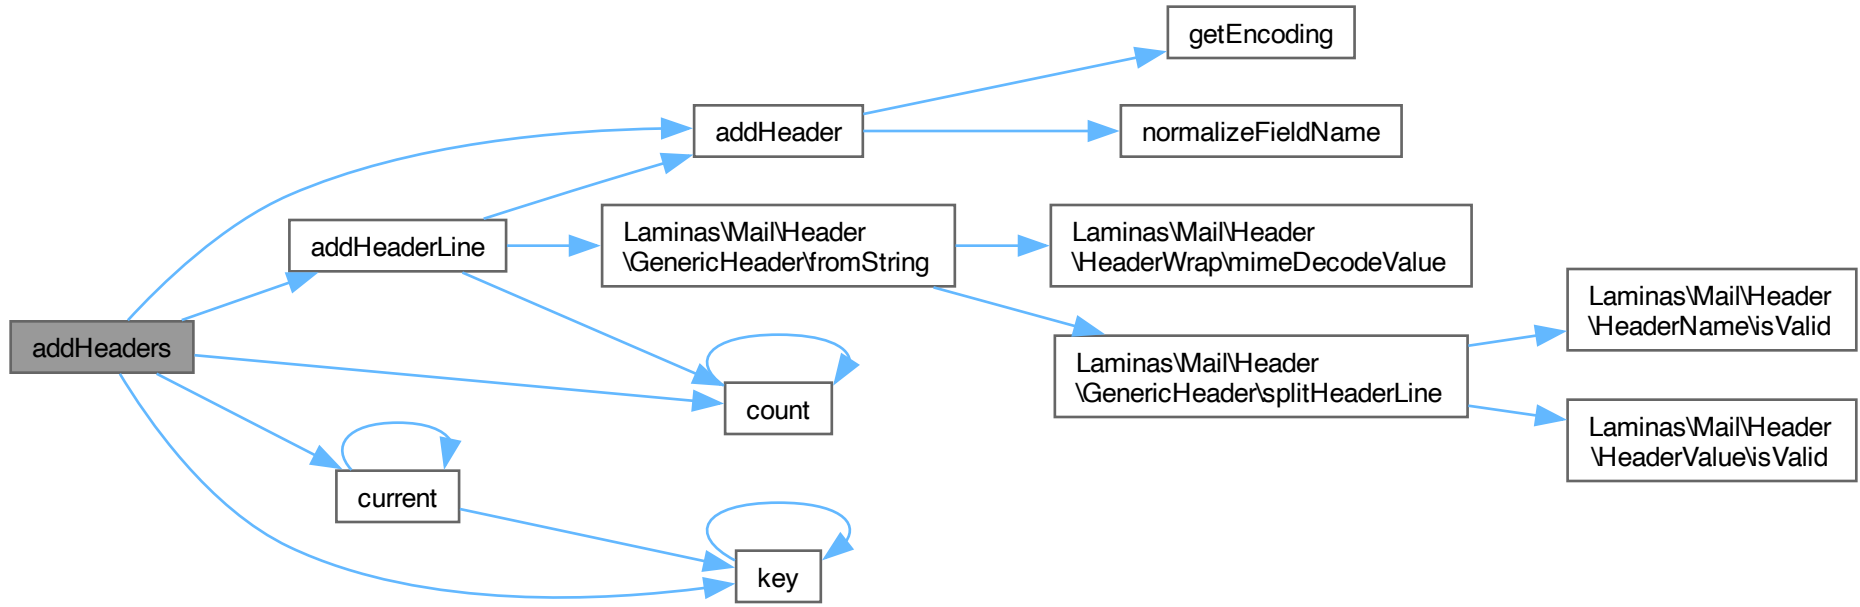 getEncoding
addHeader
normalizeFieldName
addHeaderLine
Laminas\Mail\Header
\GenericHeader\fromString
Laminas\Mail\Header
\HeaderWrap\mimeDecodeValue
Laminas\Mail\Header
\HeaderName\isValid
addHeaders
Laminas\Mail\Header
\GenericHeader\splitHeaderLine
count
Laminas\Mail\Header
\HeaderValue\isValid
current
key